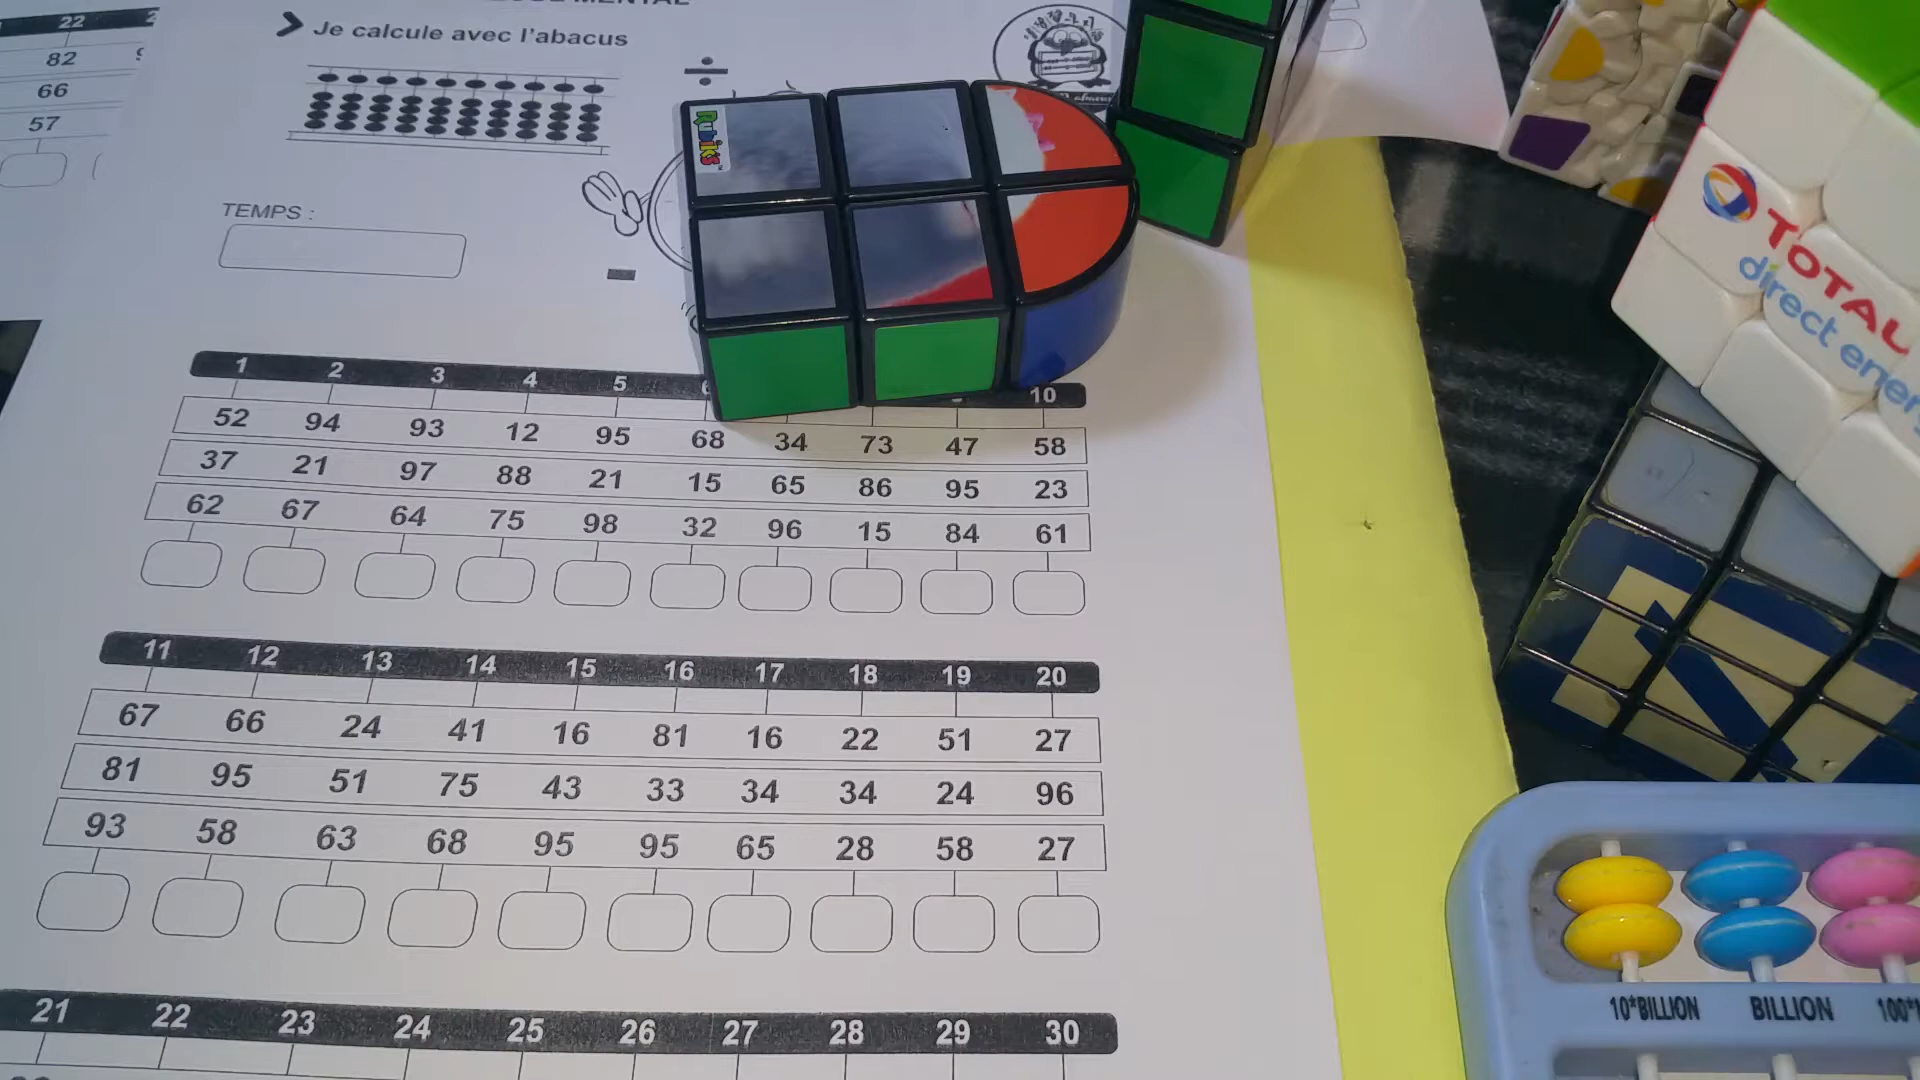 22
82
66
57
Je calcule avec l'abacus
÷
Rubik's
TEMPS :
-
1 2 3 4 5 10
52 94 93 12 95 68 34 73 47 58
37 21 97 88 21 15 65 86 95 23
62 67 64 75 98 32 96 15 84 61
11 12 13 14 15 16 17 18 19 20
67 66 24 41 16 81 16 22 51 27
81 95 51 75 43 33 34 34 24 96
93 58 63 68 95 95 65 28 58 27
21 22 23 24 25 26 27 28 29 30
TOTAL
direct
10*BILLION BILLION